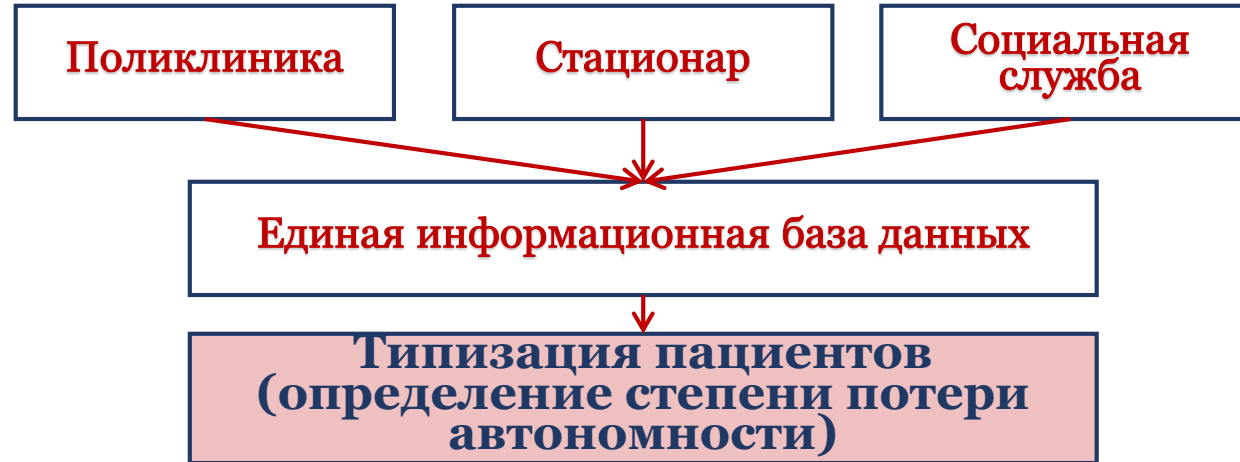 Поликлиника
Стационар
Социальная
служба
Единая информационная база данных
Типизация пациентов
(определение степени потери
автономности)